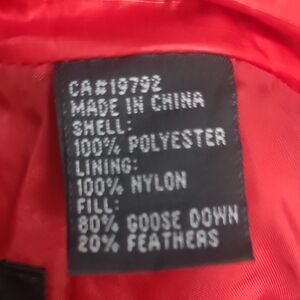 CA#19792
MADE IN CHINA
SHELL:
100% POLYESTER
LINING:
100% NYLON
FILL:
80% GOOSE DOWN
20% FEATHERS